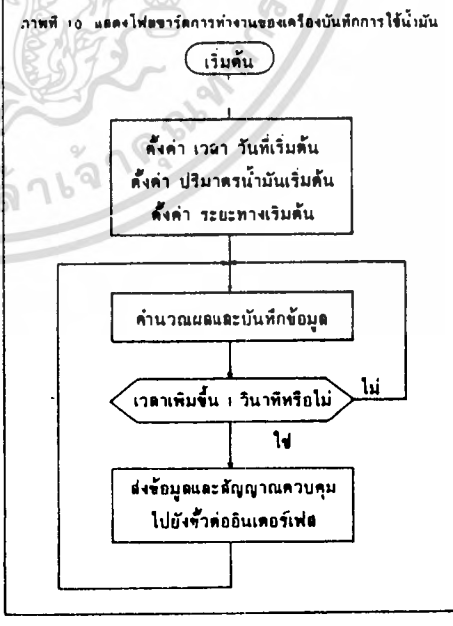 ภาพที่ 10 แสดงโฟลชาร์ตการทำงานของเครื่องบันทึกการใช้น้ำมัน
เริ่มต้น
ตั้งค่า เวลา วันที่เริ่มต้น
ตั้งค่า ปริมาตรน้ำมันเริ่มต้น
ตั้งค่า ระยะทางเริ่มต้น
คำนวณผลและบันทึกข้อมูล
เวลาเพิ่มขึ้น 1 วินาทีหรือไม่
ไม่
ใช่
ส่งข้อมูลและสัญญาณควบคุม
ไปยังขั้วต่ออินเตอร์เฟส